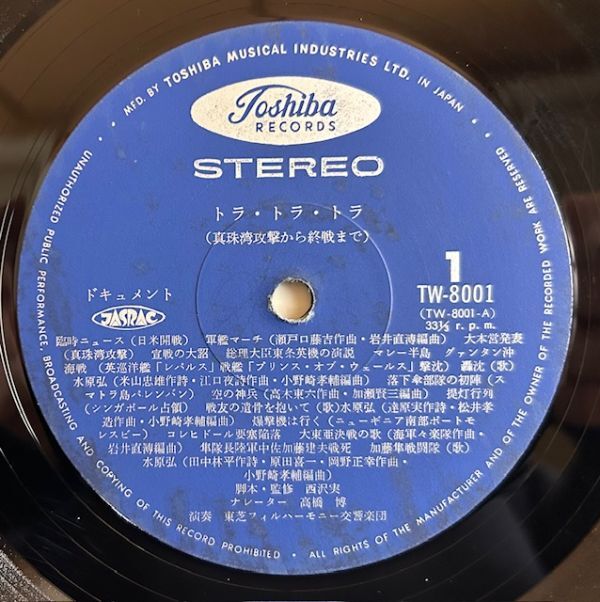 MFD. BY TOSHIBA MUSICAL INDUSTRIES LTD. IN JAPAN
Toshiba
RECORDS
STEREO
トラ・トラ・トラ
(真珠湾攻撃から終戦まで)
1
TW-8001
(TW-8001-A)
33⅓ r. p. m.
ドキュメント
JASRAC
臨時ニュース (日米開戦) 軍艦マーチ (瀬戸口藤吉作曲・岩井直溥編曲) 大本営発表
(真珠湾攻撃) 宣戦の大詔 総理大臣東条英機の演説 マレー半島 クァンタン沖
海戦 (英巡洋艦「レパルス」戦艦「プリンス・オブ・ウェールス」撃沈) 轟沈 (歌)
水原弘 (米山忠雄作詩・江口夜詩作曲・小野崎孝輔編曲) 落下傘部隊の初陣 (ス
マトラ島パレンバン) 空の神兵 (高木東六作曲・加瀬賢三編曲) 提灯行列
(シンガポール占領) 戦友の遺骨を抱いて (歌) 水原弘 (達原実作詩・松井孝
造作曲・小野崎孝輔編曲) 爆撃機は行く (ニューギニア南部ポートモ
レスビー) コレヒドール要塞陥落 大東亜決戦の歌 (海軍々楽隊作曲・
岩井直溥編曲) 隼隊長陸軍中佐加藤建夫戦死 加藤隼戦闘隊 (歌)
水原弘 (田中林平作詩・原田喜一・岡野正幸作曲・
小野崎孝輔編曲)
脚本・監修 西沢実
ナレーター 高橋 博
演奏 東芝フィルハーモニー交響楽団
UNAUTHORIZED PUBLIC PERFORMANCE, BROADCASTING AND COPYING OF THIS RECORD PROHIBITED • ALL RIGHTS OF THE MANUFACTURER AND OF THE OWNER OF THE RECORDED WORK ARE RESERVED